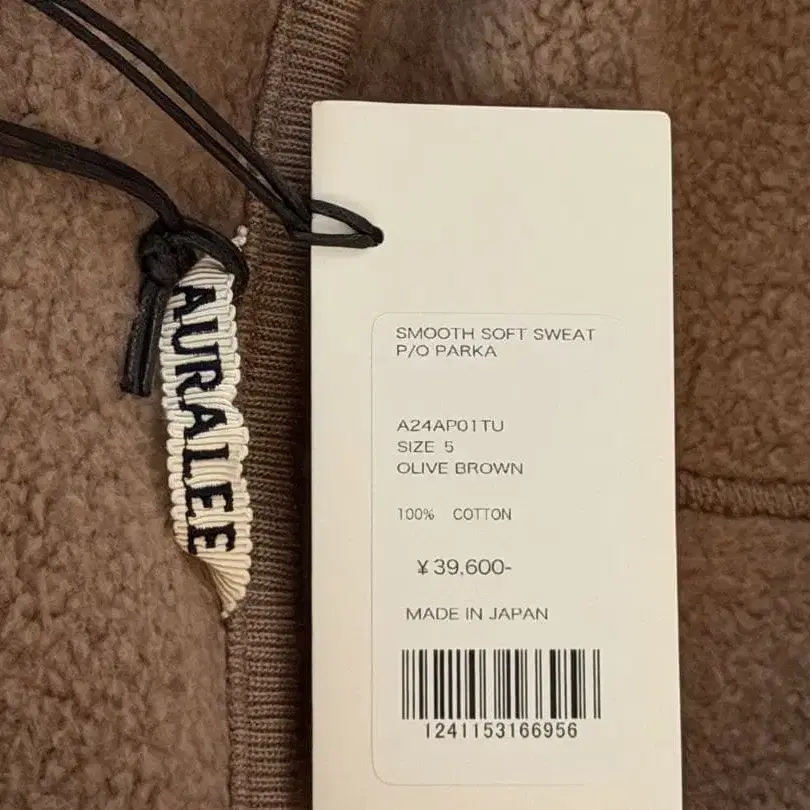 AURALEE
SMOOTH SOFT SWEAT
P/O PARKA
A24AP01TU
SIZE 5
OLIVE BROWN
100% COTTON
¥39,600-
MADE IN JAPAN
1241153166956